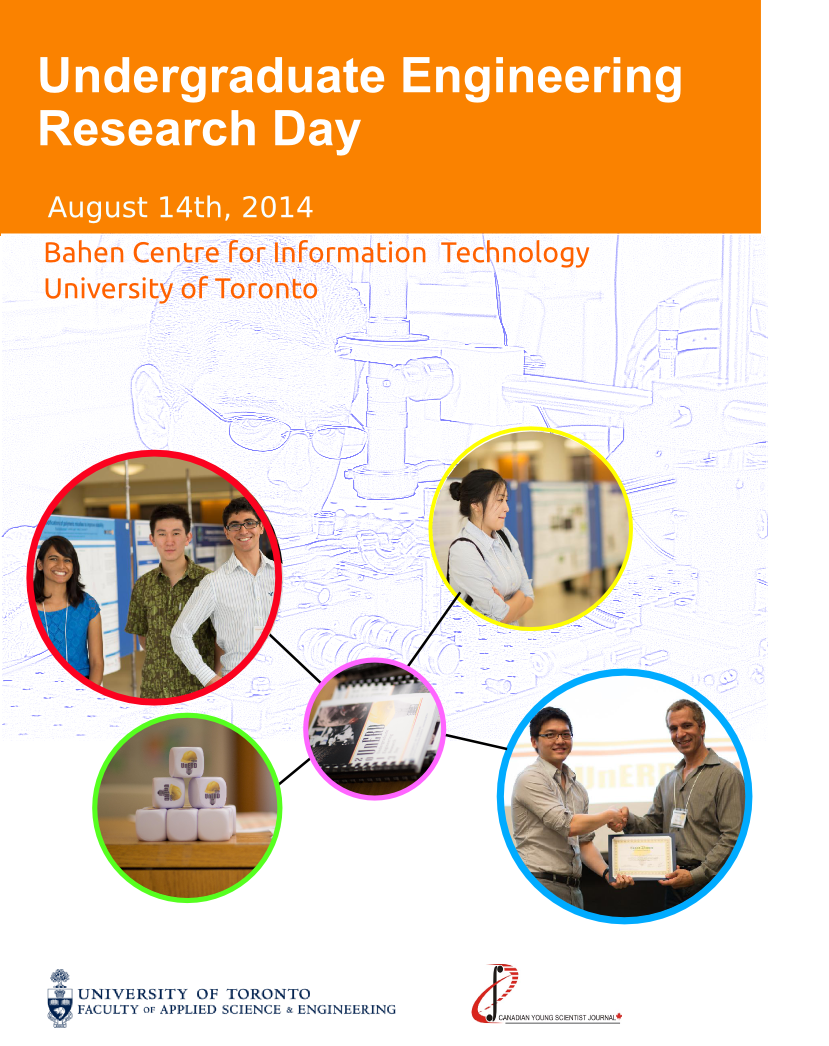 Undergraduate Engineering
Research Day
August 14th, 2014
Bahen Centre for Information Technology
University of Toronto
UnERD
UNIVERSITY OF TORONTO
FACULTY OF APPLIED SCIENCE & ENGINEERING
CANADIAN YOUNG SCIENTIST JOURNAL